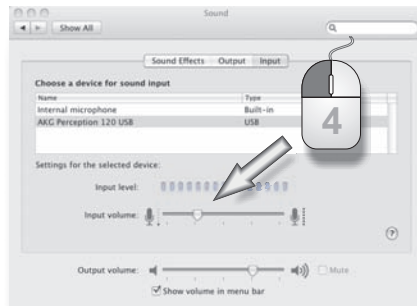 Sound
Show All
Sound Effects Output Input
Choose a device for sound input
Name Type
Internal microphone Built-in
AKG Perception 120 USB USB
4
Settings for the selected device:
Input level:
Input volume:
?
Output volume: Mute
Show volume in menu bar